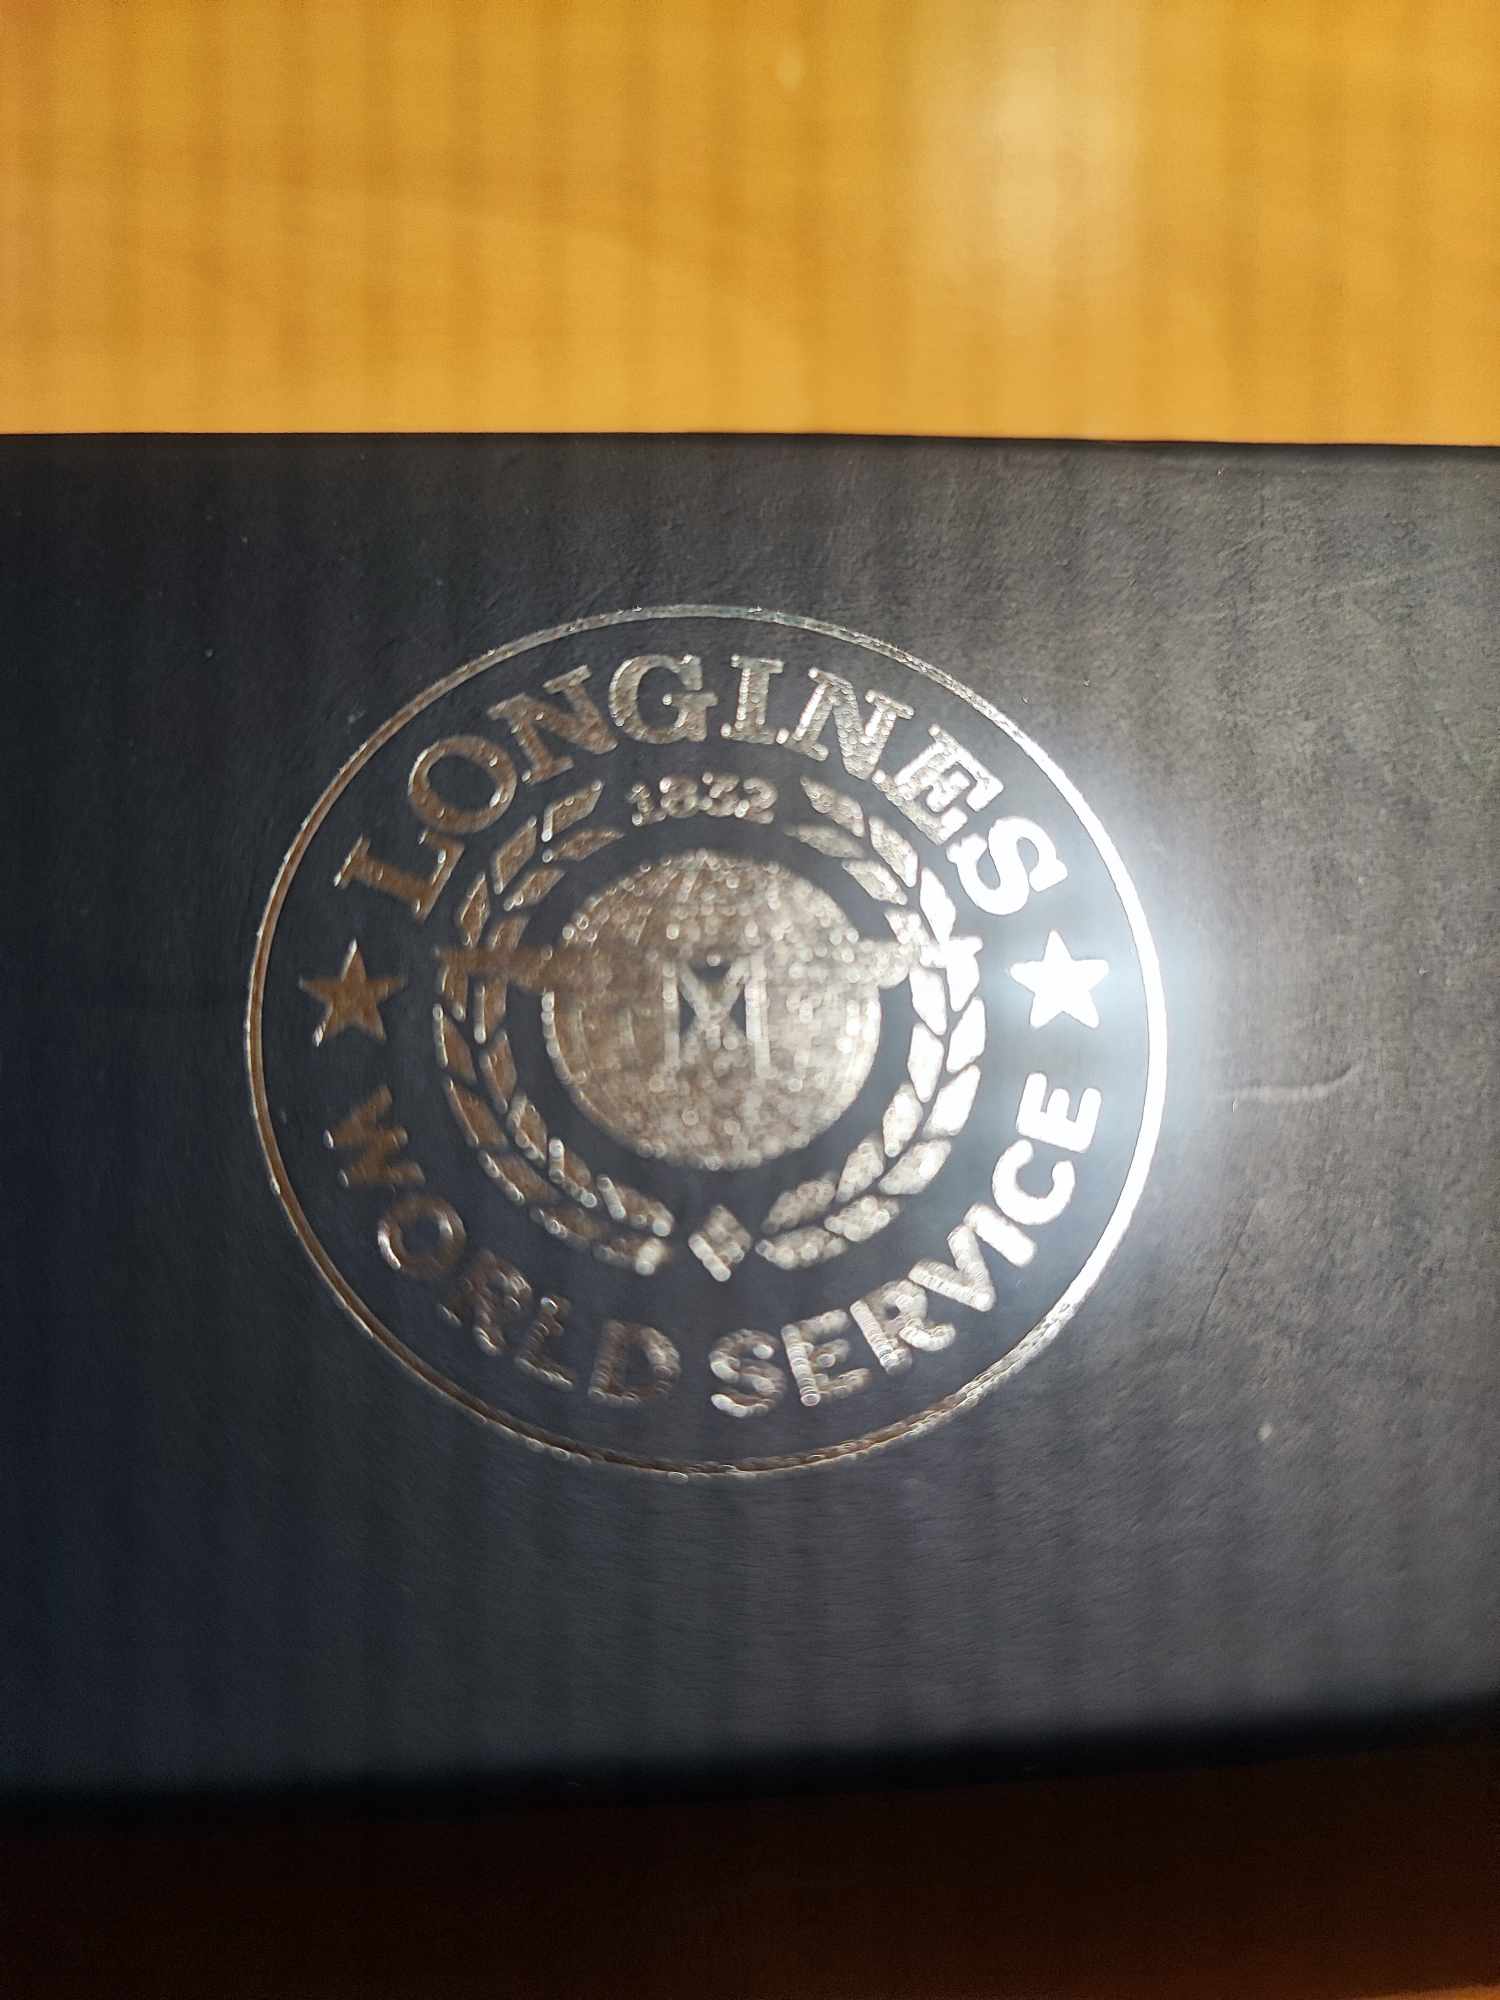 LONGINES
1832
M
WORLD SERVICE